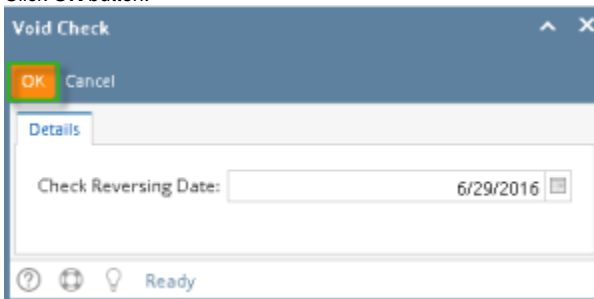 Click OK button.
Void Check
OK Cancel
Details
Check Reversing Date: 6/29/2016
Ready